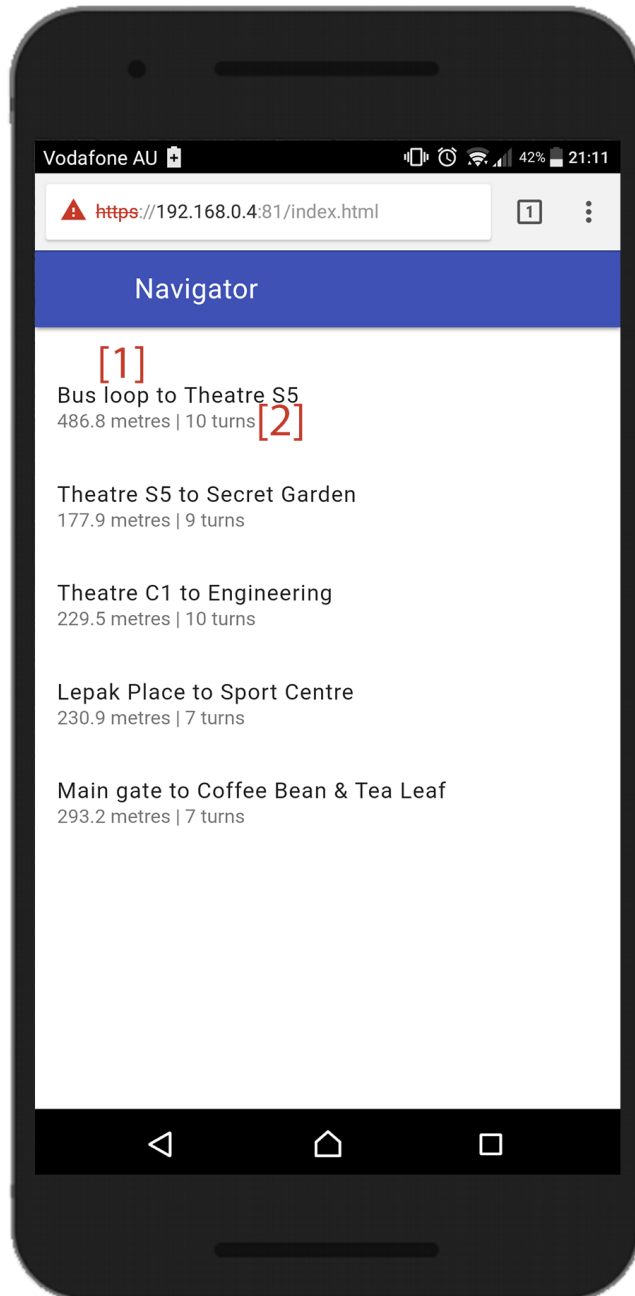 Vodafone AU 42% 21:11
https://192.168.0.4:81/index.html 1
Navigator
[1]
Bus loop to Theatre S5
486.8 metres | 10 turns [2]
Theatre S5 to Secret Garden
177.9 metres | 9 turns
Theatre C1 to Engineering
229.5 metres | 10 turns
Lepak Place to Sport Centre
230.9 metres | 7 turns
Main gate to Coffee Bean & Tea Leaf
293.2 metres | 7 turns